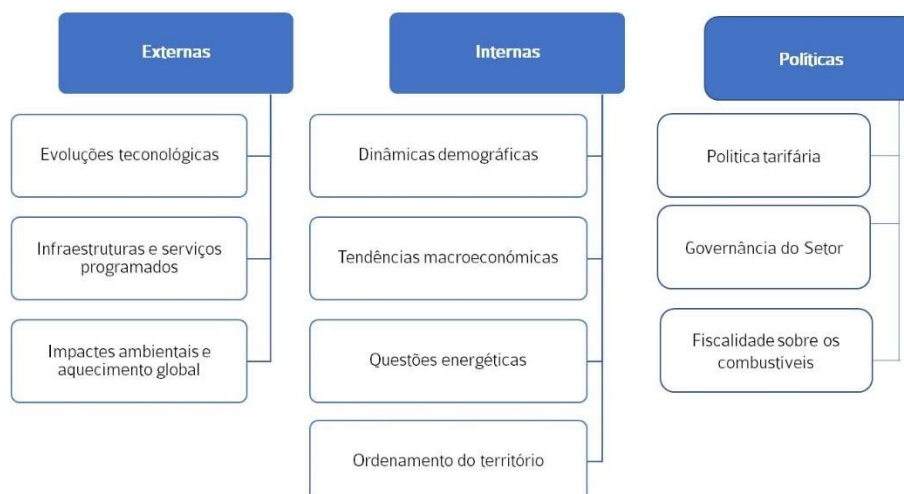 Externas
Evoluções teconológicas
Infraestruturas e serviços
programados
Impactes ambientais e
aquecimento global
Internas
Dinâmicas demográficas
Tendências macroeconómicas
Questões energéticas
Ordenamento do território
Políticas
Politica tarifária
Governância do Setor
Fiscalidade sobre os
combustiveis